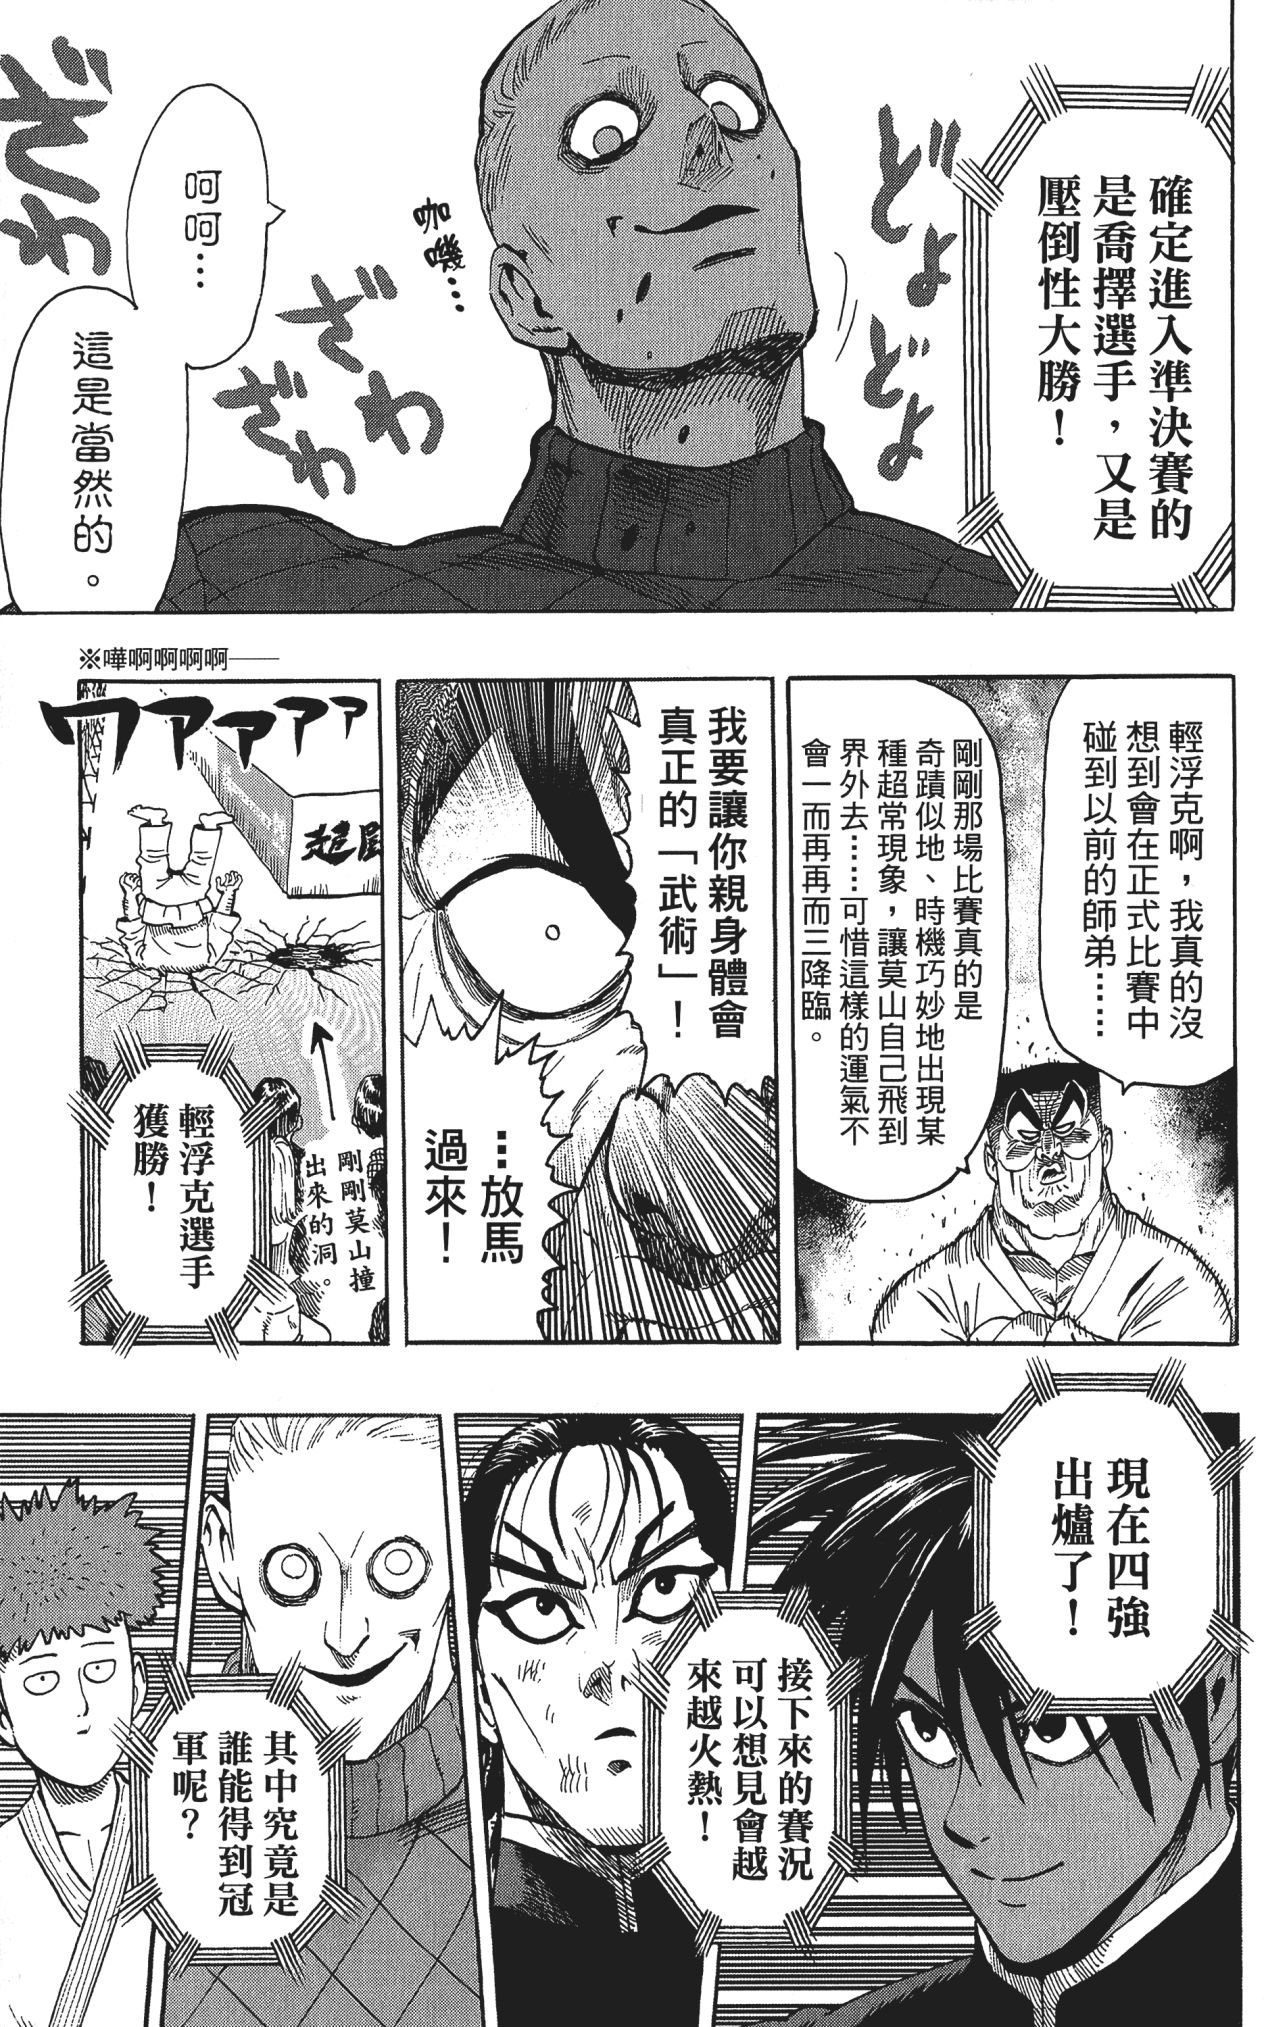 確定進入準決賽的
是喬擇選手，又是
壓倒性大勝！
どよ
どよ
咖嘰…
ざわ
ざわ
ざわ
呵呵…
這是當然的。
輕浮克啊，我真的沒
想到會在正式比賽中
碰到以前的師弟……
剛剛那場比賽真的是
奇蹟似地、時機巧妙地出現某
種超常現象，讓莫山自己飛到
界外去……可惜這樣的運氣不
會一而再再而三降臨。
我要讓你親身體會
真正的「武術」！
…放馬
過來！
※嘩啊啊啊啊——
ワァァァァ
超鬪
剛剛莫山撞
出來的洞。
輕浮克選手
獲勝！
現在四強
出爐了！
接下來的賽況
可以想見會越
來越火熱！
其中究竟是
誰能得到冠
軍呢？